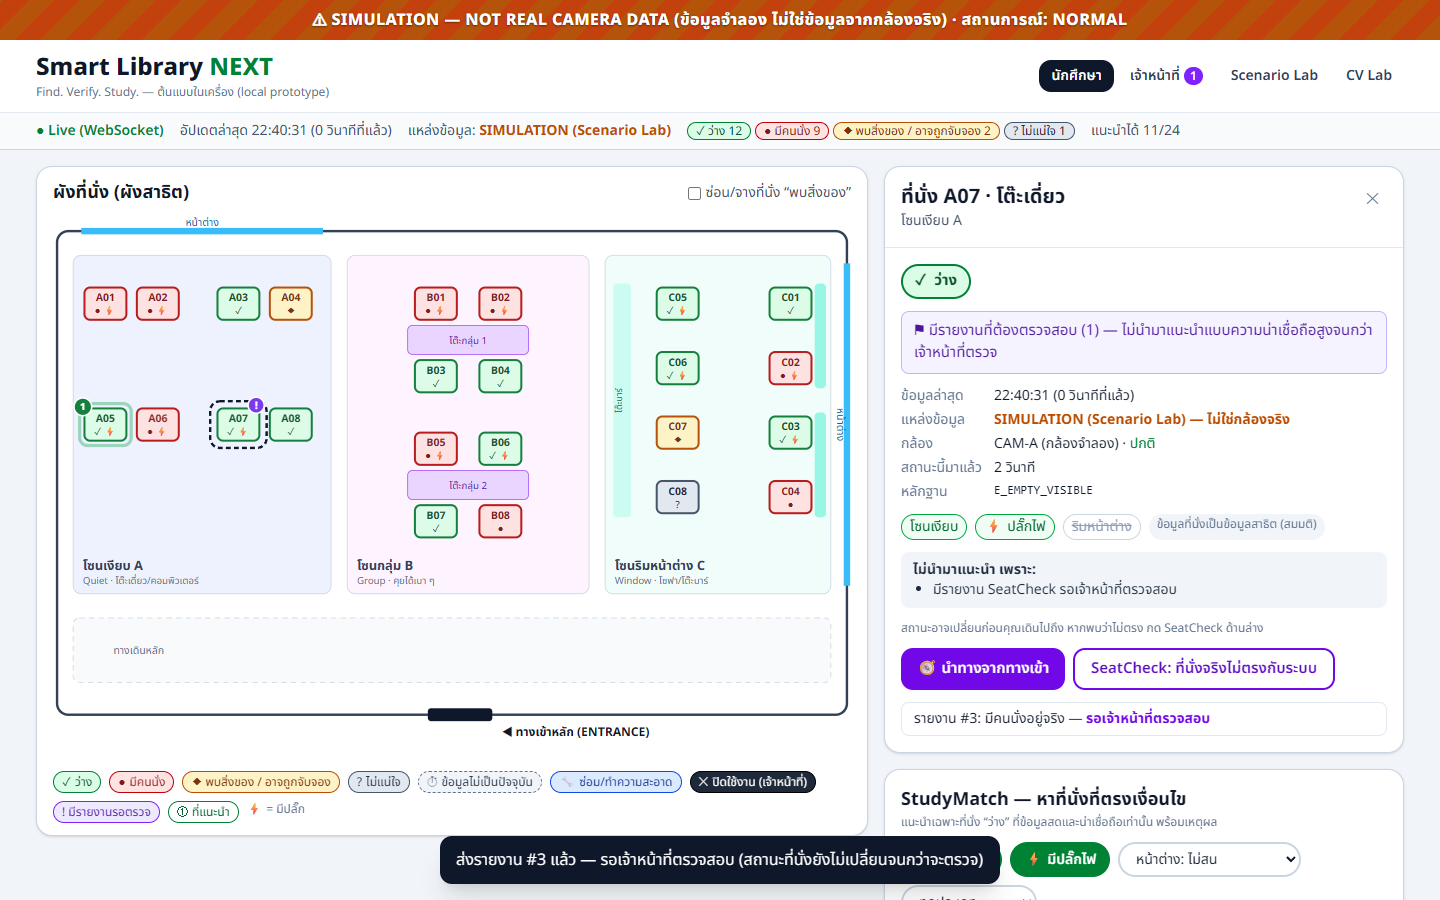 ⚠ SIMULATION — NOT REAL CAMERA DATA (ข้อมูลจำลอง ไม่ใช่ข้อมูลจากกล้องจริง) · สถานการณ์: NORMAL
Smart Library NEXT
Find. Verify. Study. — ต้นแบบในเครื่อง (local prototype)
นักศึกษา
เจ้าหน้าที่ 1
Scenario Lab
CV Lab
● Live (WebSocket) อัปเดตล่าสุด 22:40:31 (0 วินาทีที่แล้ว) แหล่งข้อมูล: SIMULATION (Scenario Lab) ✓ ว่าง 12 ● มีคนนั่ง 9 ◆ พบสิ่งของ / อาจถูกจับจอง 2 ? ไม่แน่ใจ 1 แนะนำได้ 11/24
ผังที่นั่ง (ผังสาธิต)
ซ่อน/จางที่นั่ง “พบสิ่งของ”
หน้าต่าง
A01 A02 A03 A04
A05 A06 A07 A08
1
!
โซนเงียบ A
Quiet · โต๊ะเดี่ยว/คอมพิวเตอร์
B01 B02
โต๊ะกลุ่ม 1
B03 B04
B05 B06
โต๊ะกลุ่ม 2
B07 B08
โซนกลุ่ม B
Group · คุยได้เบา ๆ
C05 C01
C06 C02
โต๊ะบาร์
C07 C03
C08 C04
?
หน้าต่าง
โซนริมหน้าต่าง C
Window · โซฟา/โต๊ะบาร์
ทางเดินหลัก
◀ ทางเข้าหลัก (ENTRANCE)
✓ ว่าง ● มีคนนั่ง ◆ พบสิ่งของ / อาจถูกจับจอง ? ไม่แน่ใจ ⏱ ข้อมูลไม่เป็นปัจจุบัน 🔧 ซ่อม/ทำความสะอาด ✕ ปิดใช้งาน (เจ้าหน้าที่)
! มีรายงานรอตรวจ ① ที่แนะนำ ⚡ = มีปลั๊ก
ที่นั่ง A07 · โต๊ะเดี่ยว
โซนเงียบ A
✓ ว่าง
⚑ มีรายงานที่ต้องตรวจสอบ (1) — ไม่นำมาแนะนำแบบความน่าเชื่อถือสูงจนกว่า
เจ้าหน้าที่ตรวจ
ข้อมูลล่าสุด 22:40:31 (0 วินาทีที่แล้ว)
แหล่งข้อมูล SIMULATION (Scenario Lab) — ไม่ใช่กล้องจริง
กล้อง CAM-A (กล้องจำลอง) · ปกติ
สถานะนี้มาแล้ว 2 วินาที
หลักฐาน E_EMPTY_VISIBLE
โซนเงียบ ⚡ ปลั๊กไฟ ริมหน้าต่าง ข้อมูลที่นั่งเป็นข้อมูลสาธิต (สมมติ)
ไม่นำมาแนะนำ เพราะ:
• มีรายงาน SeatCheck รอเจ้าหน้าที่ตรวจสอบ
สถานะอาจเปลี่ยนก่อนคุณเดินไปถึง หากพบว่าไม่ตรง กด SeatCheck ด้านล่าง
🧭 นำทางจากทางเข้า
SeatCheck: ที่นั่งจริงไม่ตรงกับระบบ
รายงาน #3: มีคนนั่งอยู่จริง — รอเจ้าหน้าที่ตรวจสอบ
StudyMatch — หาที่นั่งที่ตรงเงื่อนไข
แนะนำเฉพาะที่นั่ง “ว่าง” ที่ข้อมูลสดและน่าเชื่อถือเท่านั้น พร้อมเหตุผล
⚡ มีปลั๊กไฟ
หน้าต่าง: ไม่สน
ส่งรายงาน #3 แล้ว — รอเจ้าหน้าที่ตรวจสอบ (สถานะที่นั่งยังไม่เปลี่ยนจนกว่าจะตรวจ)